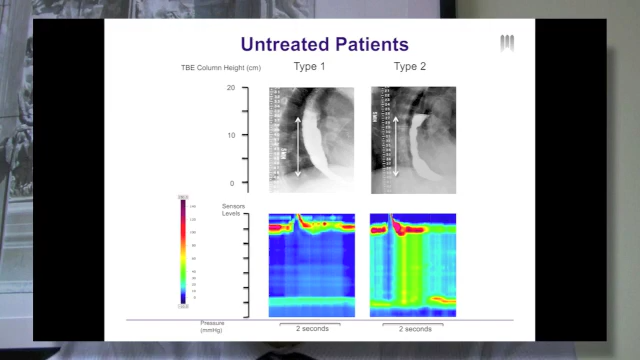 Untreated Patients
TBE Column Height (cm)
Type 1
Type 2
20
10
0
Sensors
Levels
Pressure
(mmHg)
2 seconds
2 seconds